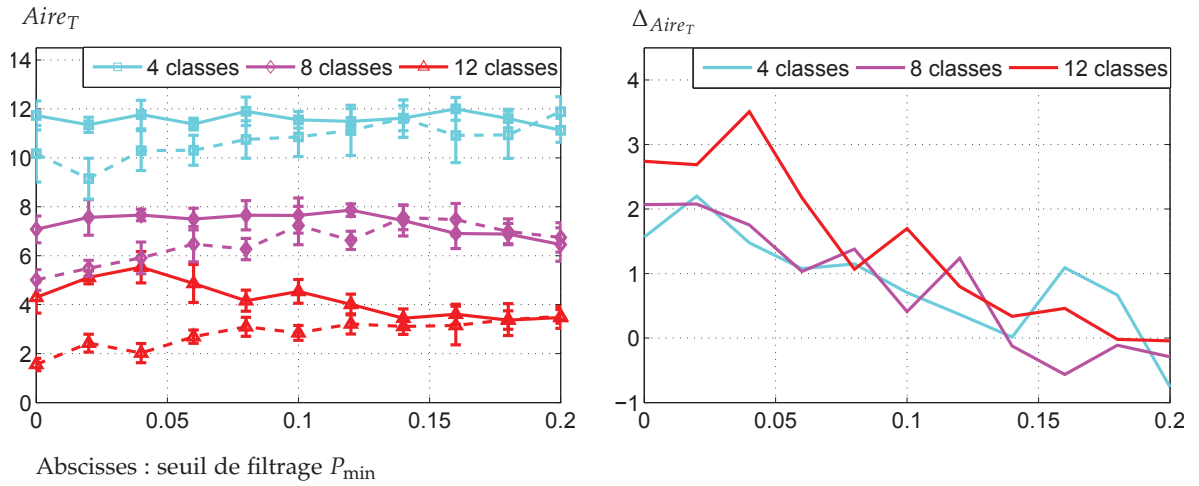 Aire_T
14
12
10
8
6
4
2
0
4 classes 8 classes 12 classes
0 0.05 0.1 0.15 0.2
Abscisses : seuil de filtrage P_min
Δ_Aire_T
4
3
2
1
0
−1
4 classes 8 classes 12 classes
0 0.05 0.1 0.15 0.2